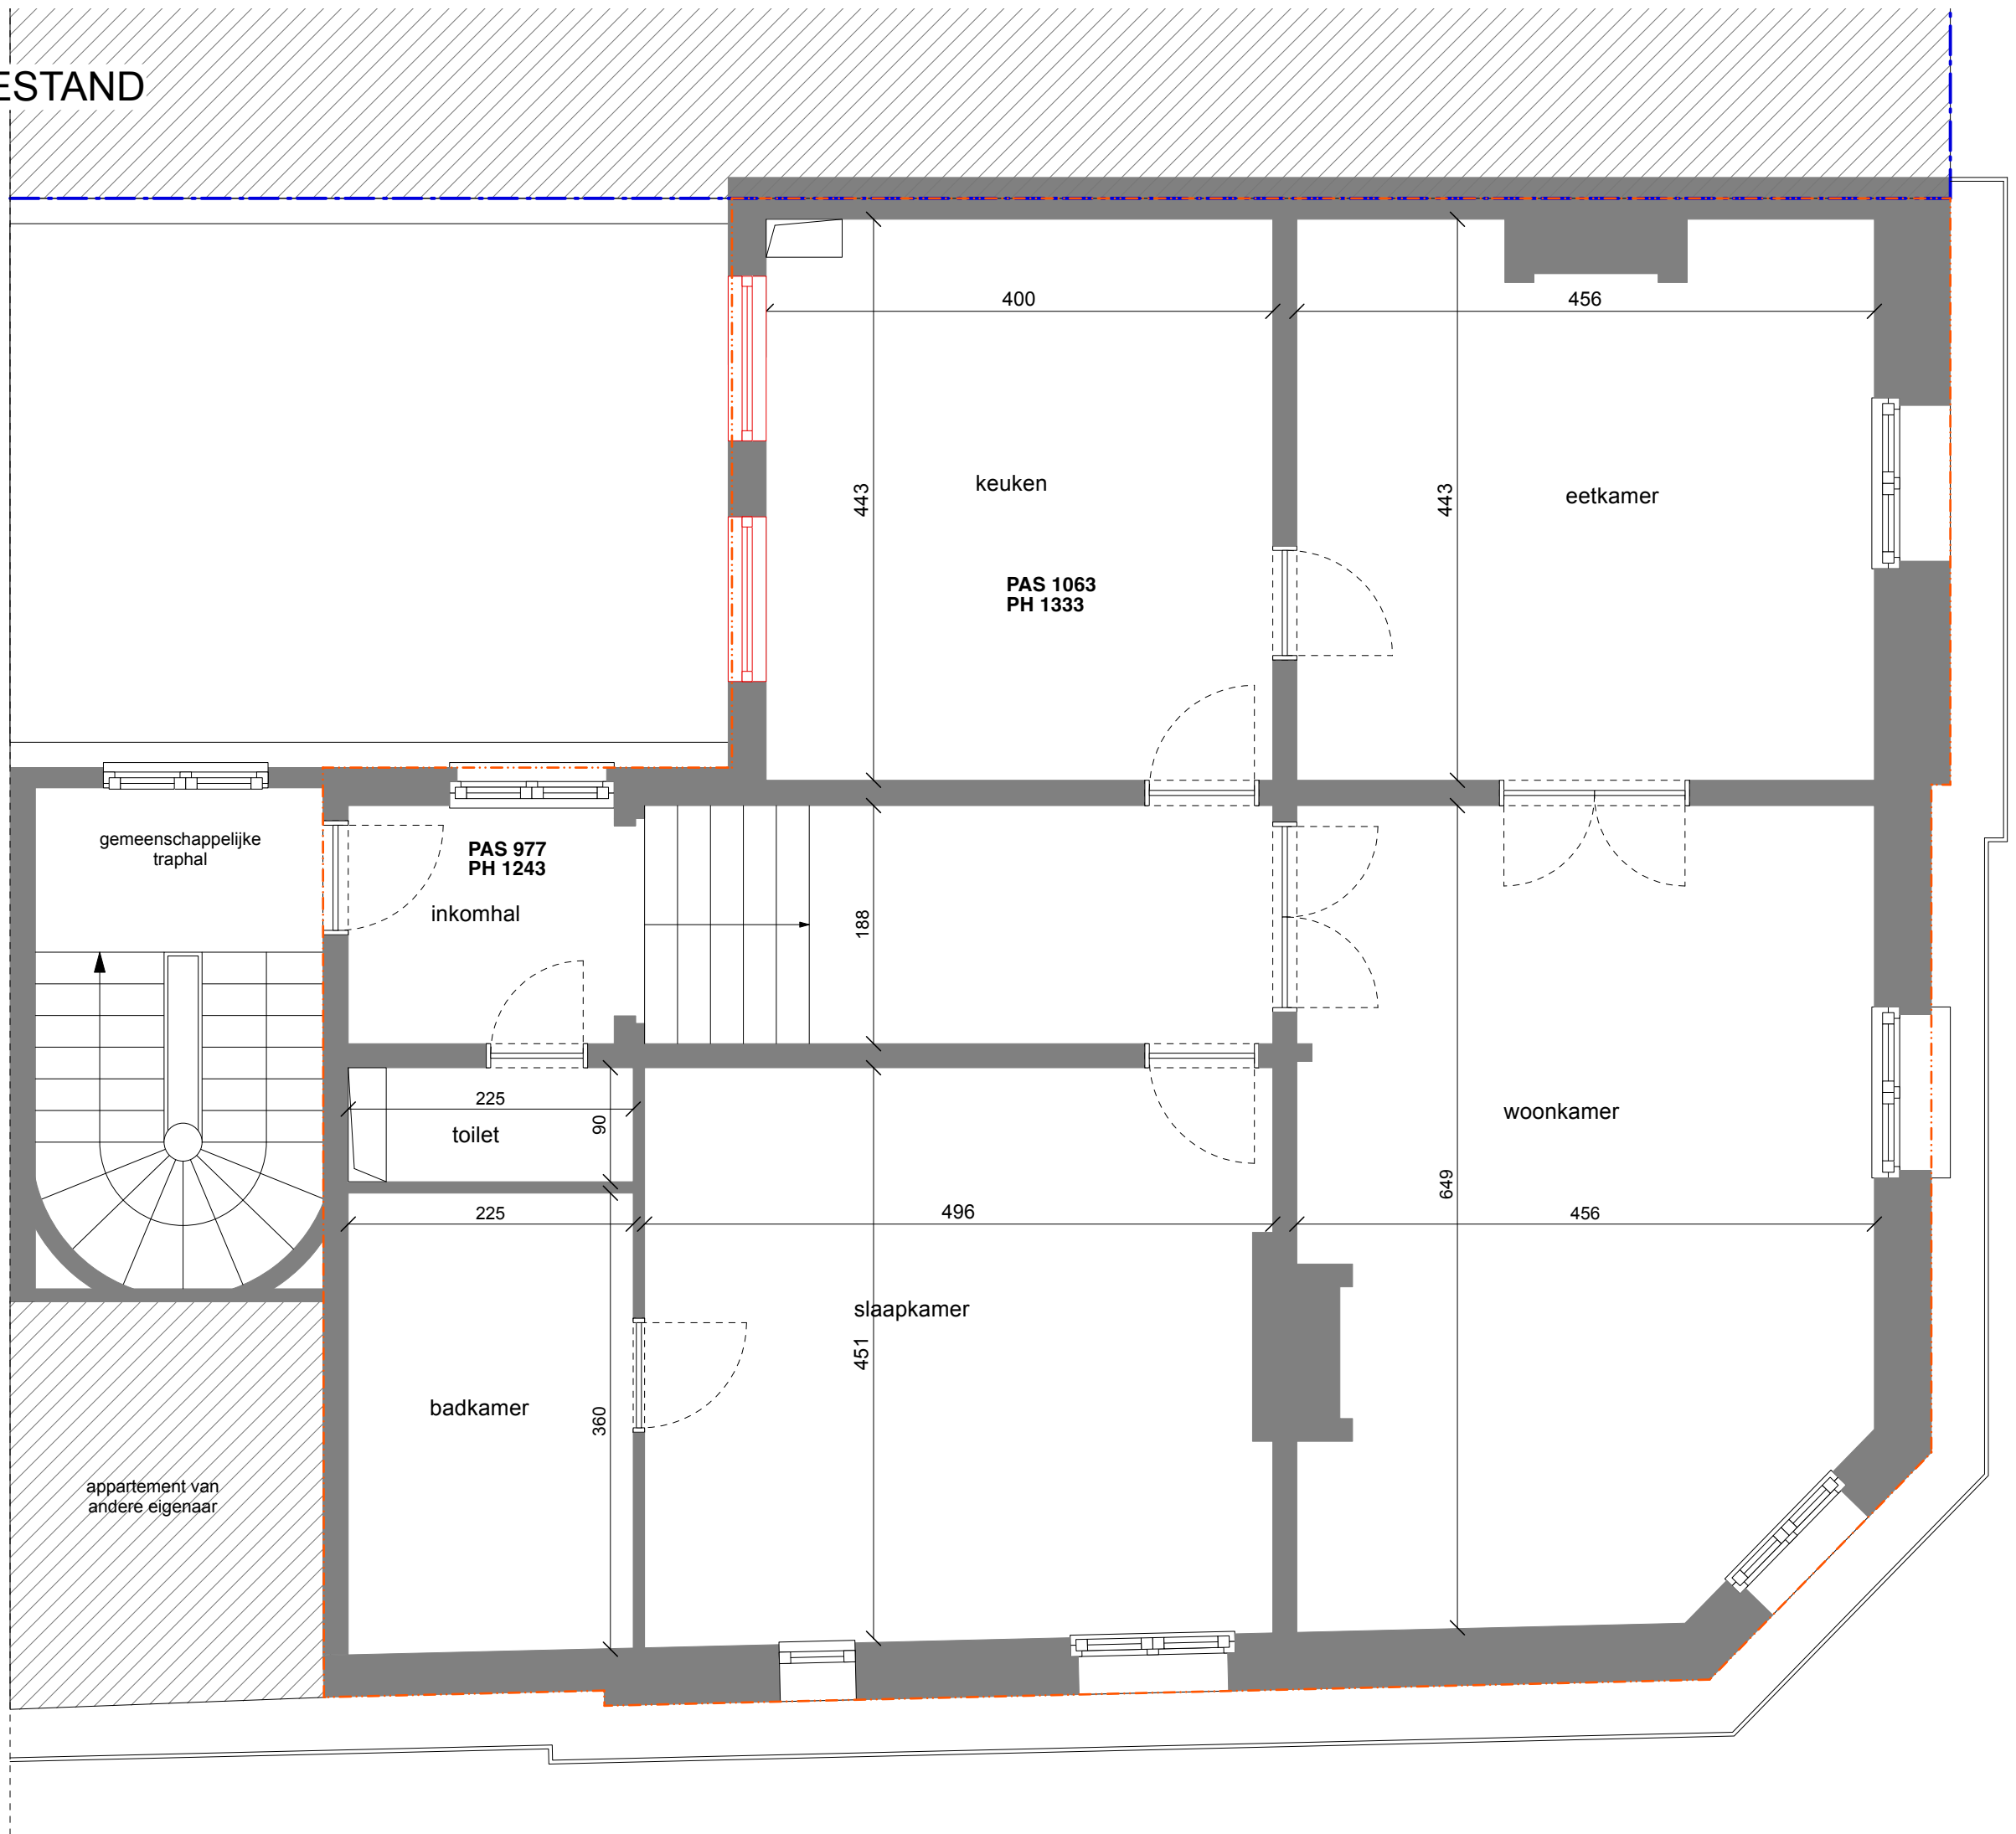 ESTAND
400
456
443
keuken
443
eetkamer
PAS 1063
PH 1333
gemeenschappelijke
traphal
PAS 977
PH 1243
inkomhal
188
225
90
toilet
woonkamer
649
225
496
456
slaapkamer
451
badkamer
360
appartement van
andere eigenaar